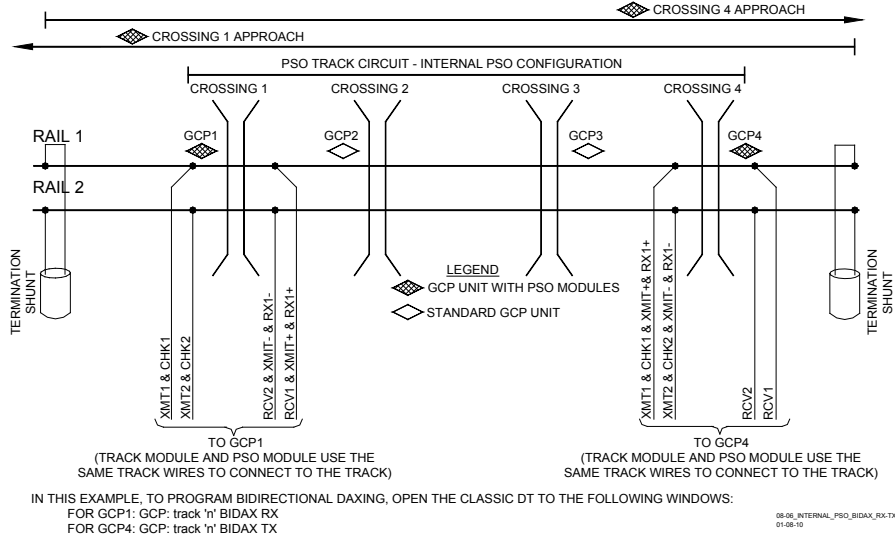 CROSSING 4 APPROACH
CROSSING 1 APPROACH
PSO TRACK CIRCUIT - INTERNAL PSO CONFIGURATION
CROSSING 1
CROSSING 2
CROSSING 3
CROSSING 4
RAIL 1
GCP1
GCP2
GCP3
GCP4
RAIL 2
TERMINATION
SHUNT
XMT1 & CHK1
XMT2 & CHK2
RCV2 & XMIT- & RX1-
RCV1 & XMIT+ & RX1+
LEGEND
GCP UNIT WITH PSO MODULES
STANDARD GCP UNIT
XMT1 & CHK1 & XMIT+& RX1+
XMT2 & CHK2 & XMIT- & RX1-
RCV2
RCV1
TERMINATION
SHUNT
TO GCP1
(TRACK MODULE AND PSO MODULE USE THE
SAME TRACK WIRES TO CONNECT TO THE TRACK)
TO GCP4
(TRACK MODULE AND PSO MODULE USE THE
SAME TRACK WIRES TO CONNECT TO THE TRACK)
IN THIS EXAMPLE, TO PROGRAM BIDIRECTIONAL DAXING, OPEN THE CLASSIC DT TO THE FOLLOWING WINDOWS:
FOR GCP1: GCP: track 'n' BIDAX RX
FOR GCP4: GCP: track 'n' BIDAX TX
08-06_INTERNAL_PSO_BIDAX_RX-TX
01-08-10